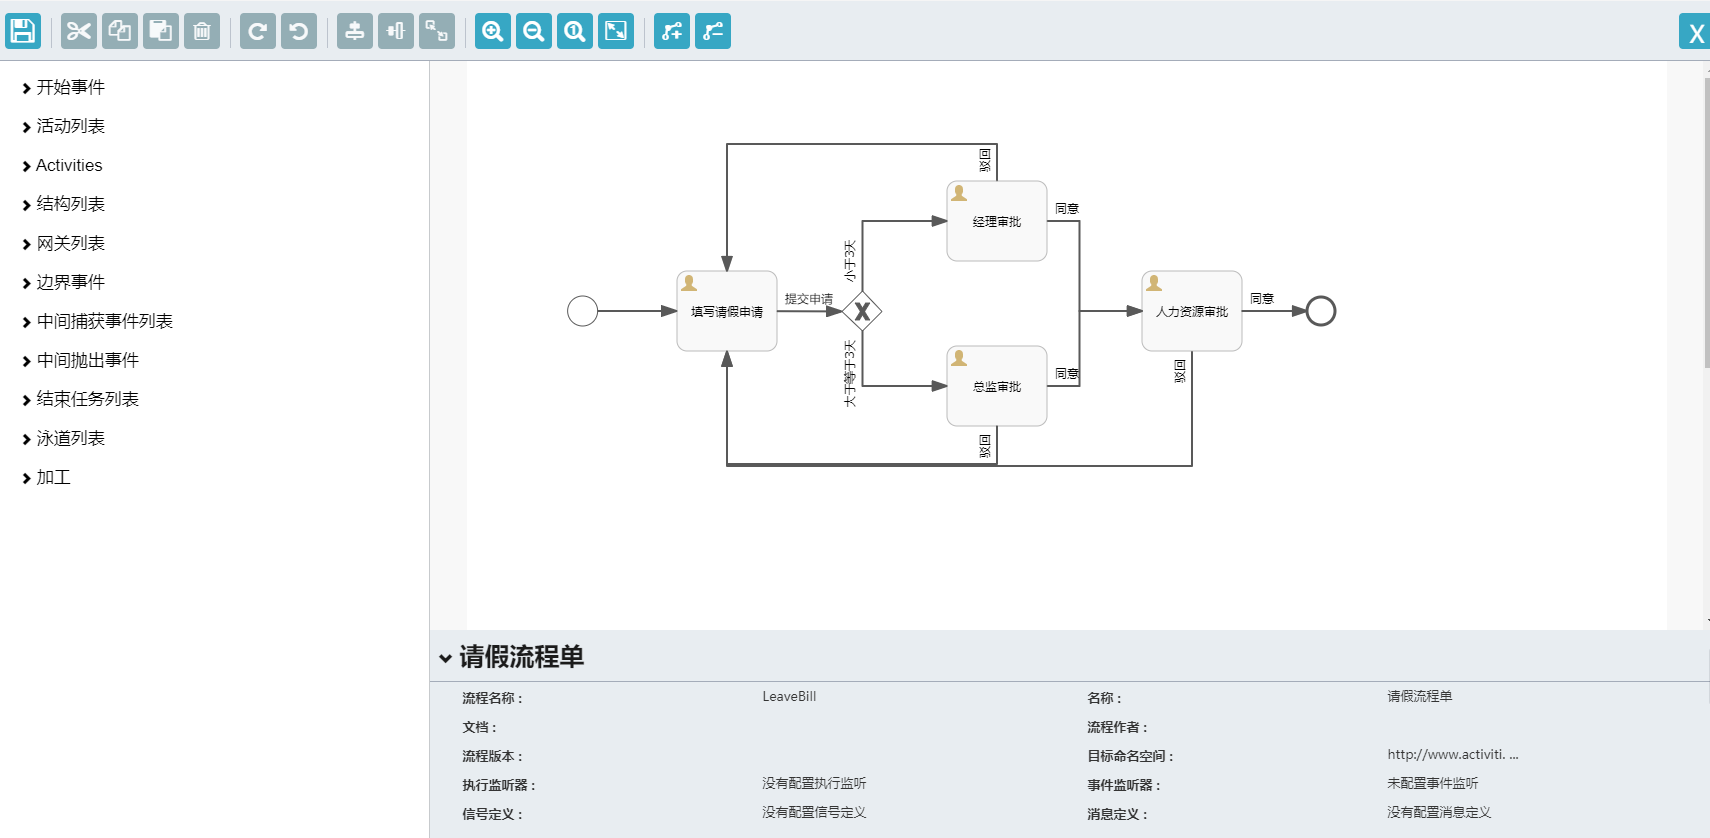 X
开始事件
活动列表
Activities
结构列表
网关列表
边界事件
中间捕获事件列表
中间抛出事件
结束任务列表
泳道列表
加工
驳回
经理审批
同意
小于3天
填写请假申请
提交申请
X
人力资源审批
同意
大于等于3天
总监审批
同意
驳回
驳回
请假流程单
流程名称： LeaveBill 名称： 请假流程单
文档： 流程作者：
流程版本： 目标命名空间： http://www.activiti. ...
执行监听器： 没有配置执行监听 事件监听器： 未配置事件监听
信号定义： 没有配置信号定义 消息定义： 没有配置消息定义